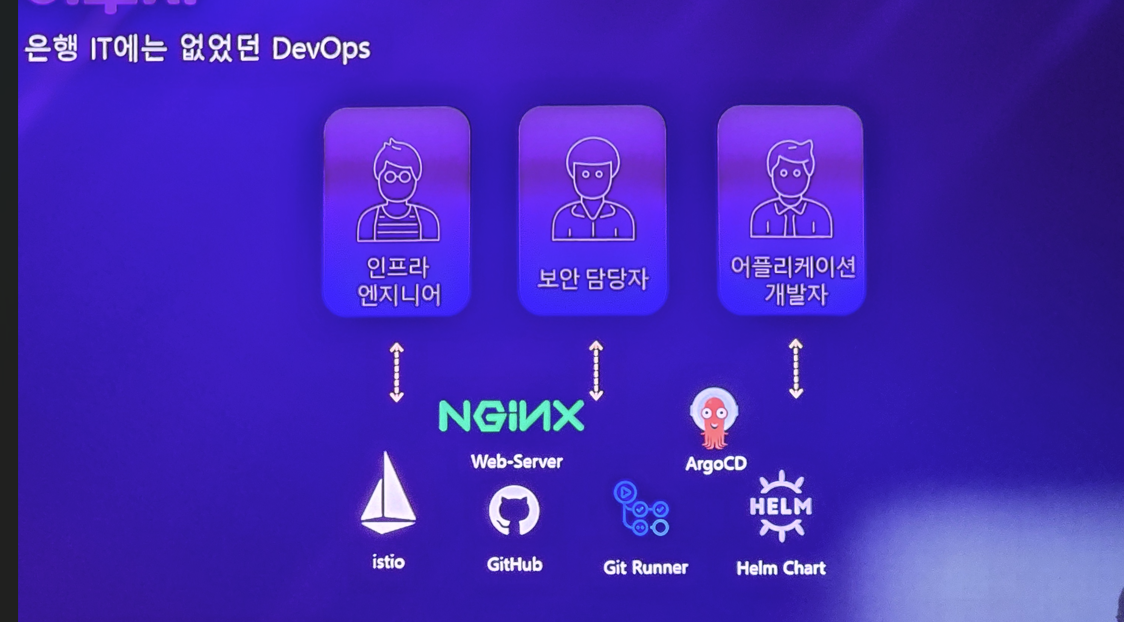 은행 IT에는 없었던 DevOps
인프라
엔지니어
보안 담당자
어플리케이션
개발자
NGINX
Web-Server
ArgoCD
HELM
istio
GitHub
Git Runner
Helm Chart